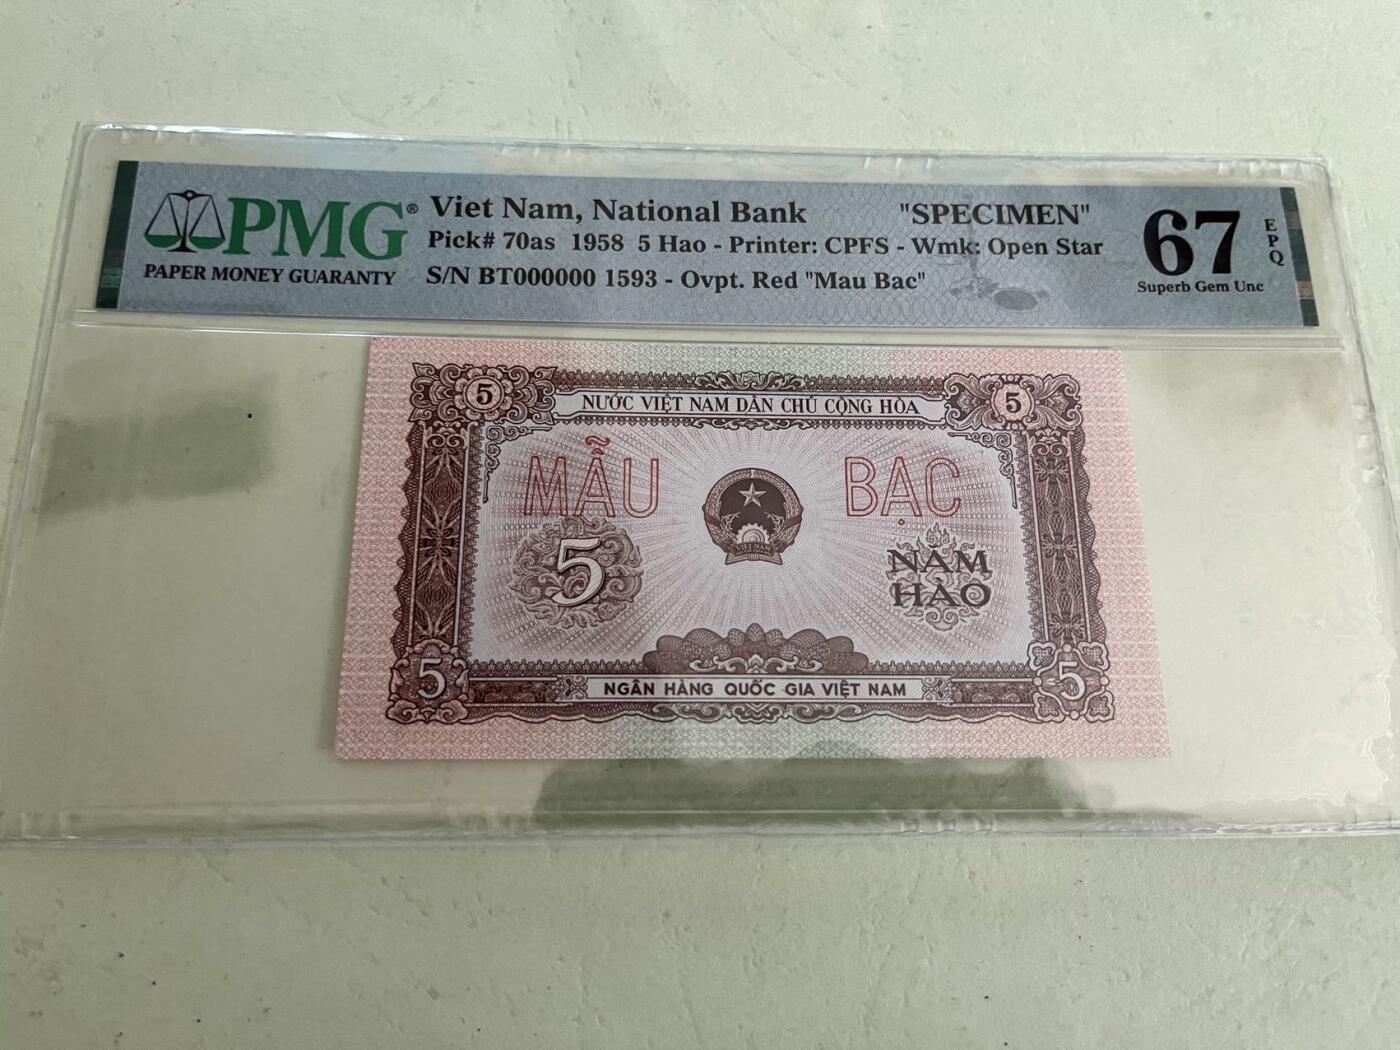 PMG®
PAPER MONEY GUARANTY
Viet Nam, National Bank "SPECIMEN"
Pick# 70as 1958 5 Hao - Printer: CPFS - Wmk: Open Star
S/N BT000000 1593 - Ovpt. Red "Mau Bac"
67
EPQ
Superb Gem Unc
5 NƯỚC VIỆT NAM DÂN CHỦ CỘNG HÒA 5
MẪU BẠC
VIỆT NAM
5 NĂM
HÀO
5 NGÂN HÀNG QUỐC GIA VIỆT NAM 5